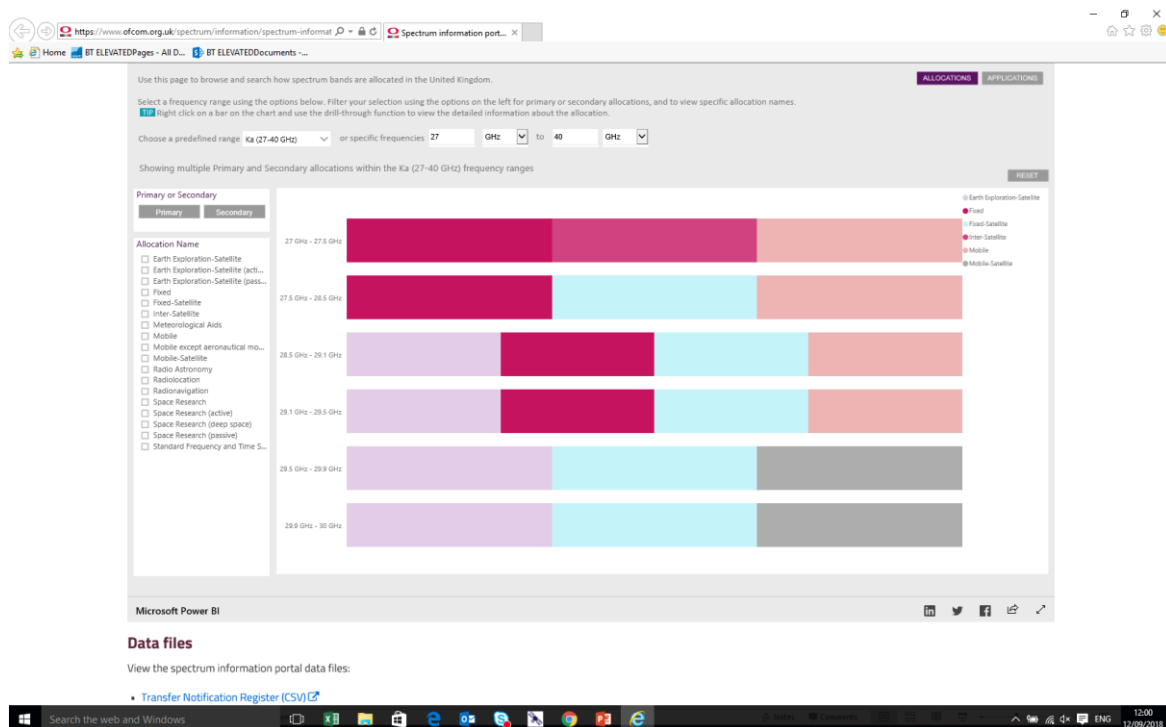 https://www.ofcom.org.uk/spectrum/information/spectrum-informat
Spectrum information port... ×
Home
BT ELEVATEDPages - All D...
BT ELEVATEDDocuments -...
Use this page to browse and search how spectrum bands are allocated in the United Kingdom.
ALLOCATIONS
APPLICATIONS
Select a frequency range using the options below. Filter your selection using the options on the left for primary or secondary allocations, and to view specific allocation names.
TIP Right click on a bar on the chart and use the drill-through function to view the detailed information about the allocation.
Choose a predefined range Ka (27-40 GHz) or specific frequencies 27 GHz to 40 GHz
Showing multiple Primary and Secondary allocations within the Ka (27-40 GHz) frequency ranges
RESET
Primary or Secondary
Primary
Secondary
Allocation Name
Earth Exploration-Satellite
Earth Exploration-Satellite (acti...
Earth Exploration-Satellite (pass...
Fixed
Fixed-Satellite
Inter-Satellite
Meteorological Aids
Mobile
Mobile except aeronautical mo...
Mobile-Satellite
Radio Astronomy
Radiolocation
Radionavigation
Space Research
Space Research (active)
Space Research (deep space)
Space Research (passive)
Standard Frequency and Time S...
27 GHz - 27.5 GHz
27.5 GHz - 28.5 GHz
28.5 GHz - 29.1 GHz
29.1 GHz - 29.5 GHz
29.5 GHz - 29.9 GHz
29.9 GHz - 30 GHz
Earth Exploration-Satellite
Fixed
Fixed-Satellite
Inter-Satellite
Mobile
Mobile-Satellite
Microsoft Power BI
Data files
View the spectrum information portal data files:
Transfer Notification Register (CSV)
Search the web and Windows
Notes
Comments
ENG
12:00
12/09/2018